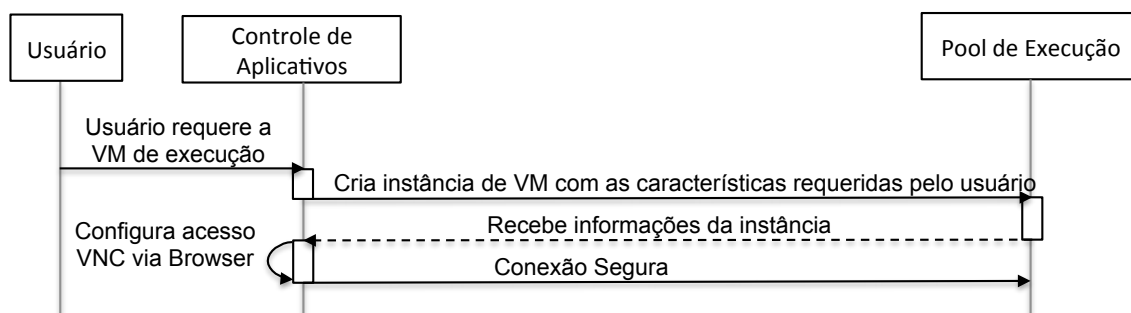 Usuário
Controle de
Aplicativos
Pool de Execução
Usuário requere a
VM de execução
Cria instância de VM com as características requeridas pelo usuário
Recebe informações da instância
Configura acesso
VNC via Browser
Conexão Segura